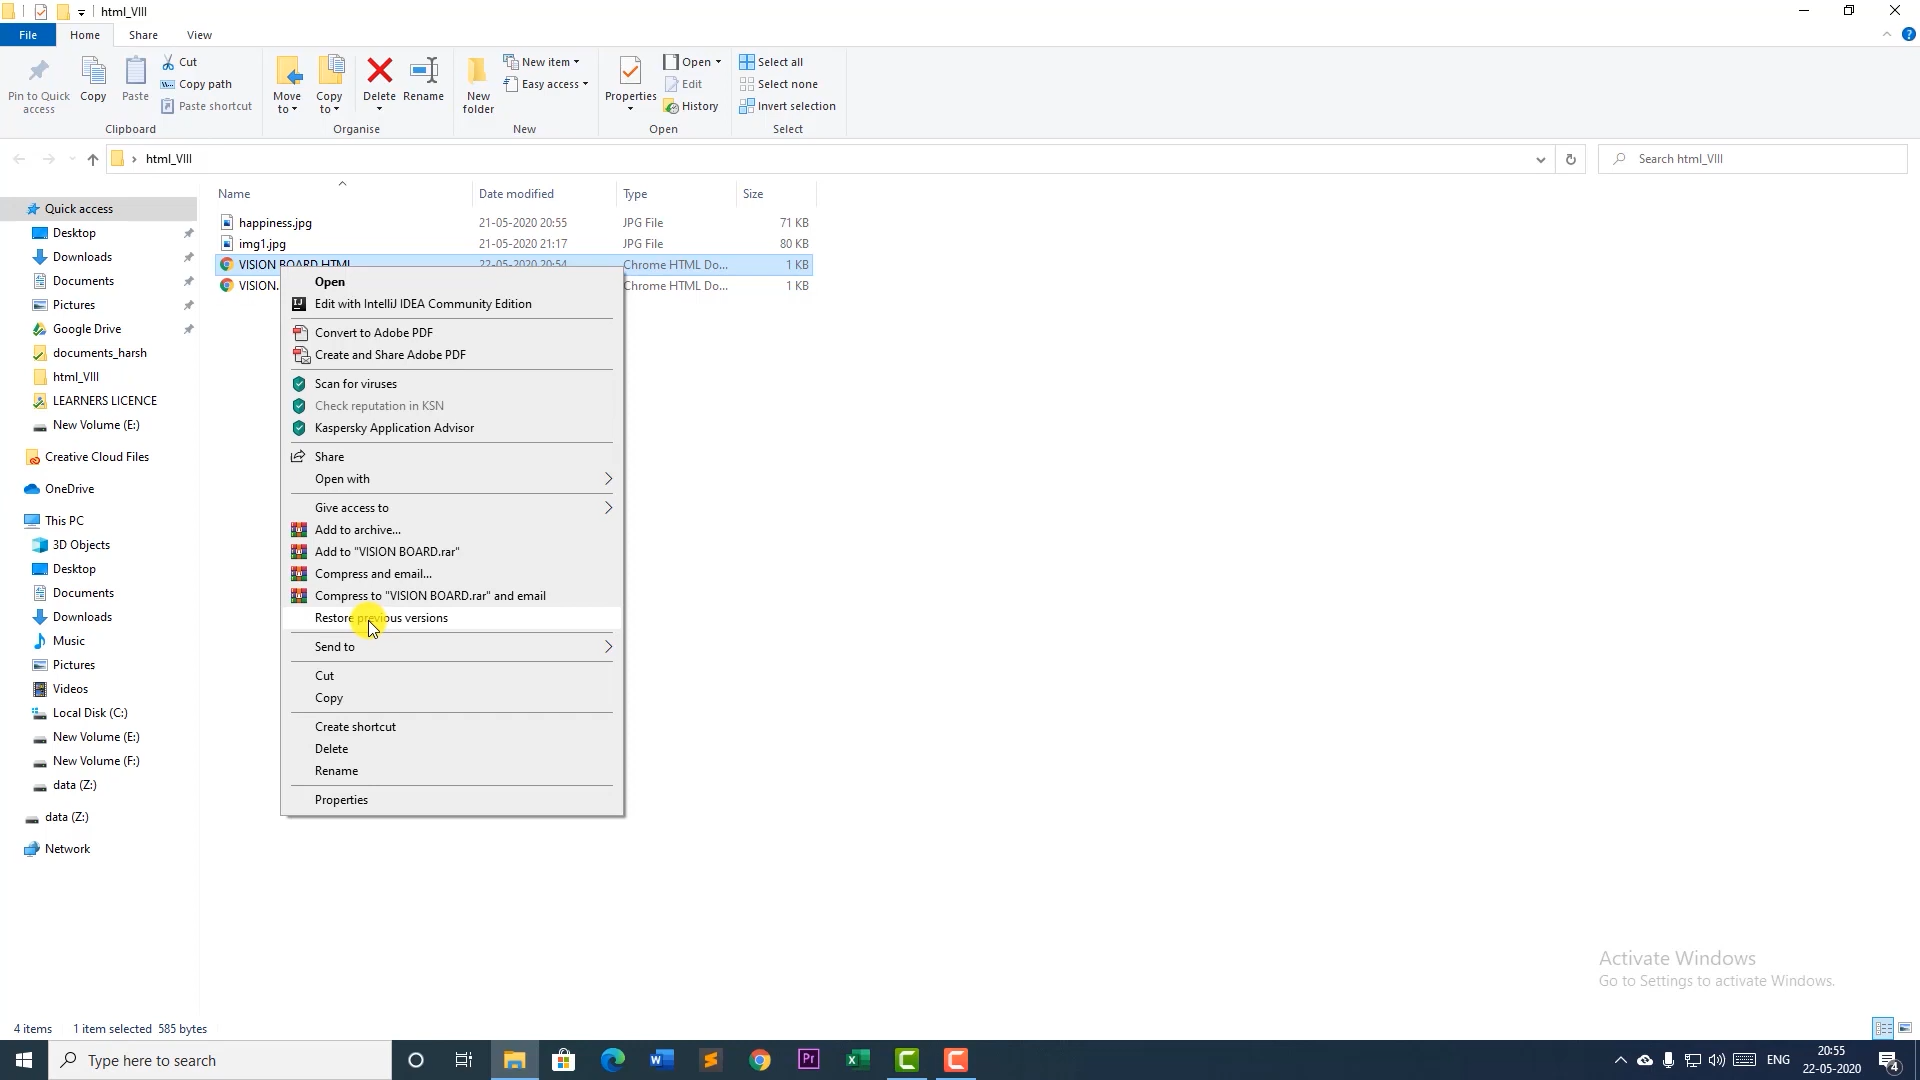 html_VIII
File Home Share View
Pin to Quick access
Copy
Paste
Cut
Copy path
Paste shortcut
Clipboard
Move to
Copy to
Delete
Rename
Organise
New folder
New item
Easy access
New
Properties
Open
Edit
History
Open
Select all
Select none
Invert selection
Select
html_VIII
Search html_VIII
Name Date modified Type Size
happiness.jpg 21-05-2020 20:55 JPG File 71 KB
img1.jpg 21-05-2020 21:17 JPG File 80 KB
VISION BOARD.HTML 22-05-2020 20:54 Chrome HTML Do... 1 KB
VISION. Chrome HTML Do... 1 KB
Quick access
Desktop
Downloads
Documents
Pictures
Google Drive
documents_harsh
html_VIII
LEARNERS LICENCE
New Volume (E:)
Creative Cloud Files
OneDrive
This PC
3D Objects
Desktop
Documents
Downloads
Music
Pictures
Videos
Local Disk (C:)
New Volume (E:)
New Volume (F:)
data (Z:)
data (Z:)
Network
Open
Edit with IntelliJ IDEA Community Edition
Convert to Adobe PDF
Create and Share Adobe PDF
Scan for viruses
Check reputation in KSN
Kaspersky Application Advisor
Share
Open with
Give access to
Add to archive...
Add to "VISION BOARD.rar"
Compress and email...
Compress to "VISION BOARD.rar" and email
Restore previous versions
Send to
Cut
Copy
Create shortcut
Delete
Rename
Properties
Activate Windows
Go to Settings to activate Windows.
4 items 1 item selected 585 bytes
Type here to search
ENG
20:55
22-05-2020
4